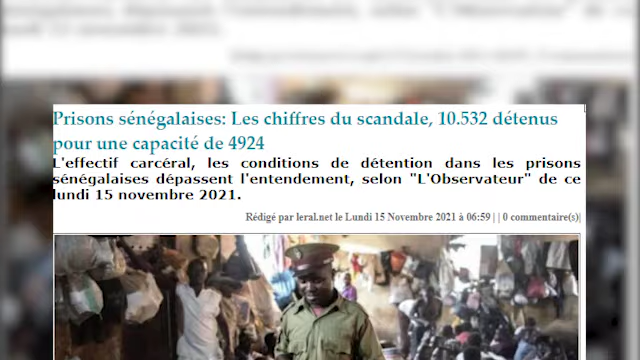 Prisons sénégalaises: Les chiffres du scandale, 10.532 détenus
pour une capacité de 4924
L'effectif carcéral, les conditions de détention dans les prisons
sénégalaises dépassent l'entendement, selon "L'Observateur" de ce
lundi 15 novembre 2021.
Rédigé par leral.net le Lundi 15 Novembre 2021 à 06:59| | 0 commentaire(s)|